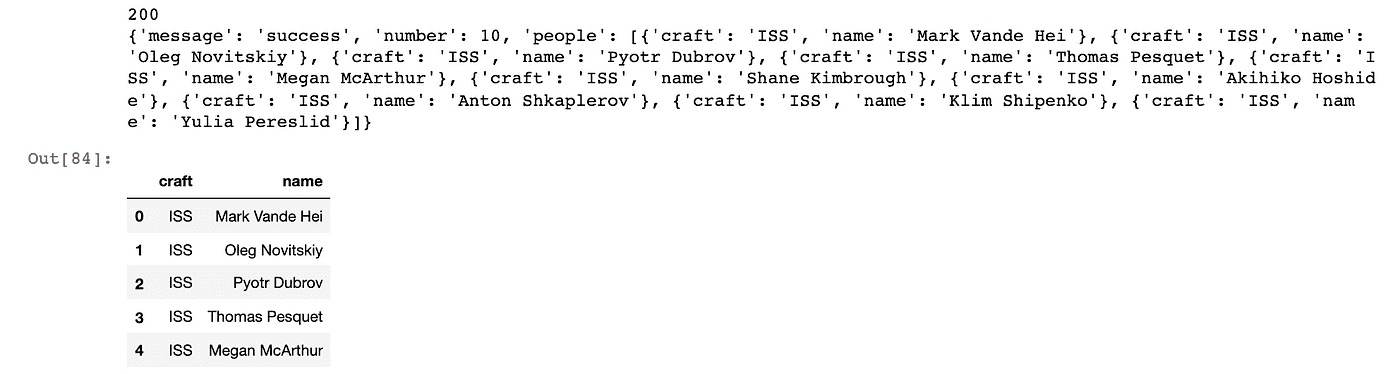 200
{'message': 'success', 'number': 10, 'people': [{'craft': 'ISS', 'name': 'Mark Vande Hei'}, {'craft': 'ISS', 'name':
'Oleg Novitskiy'}, {'craft': 'ISS', 'name': 'Pyotr Dubrov'}, {'craft': 'ISS', 'name': 'Thomas Pesquet'}, {'craft': 'I
SS', 'name': 'Megan McArthur'}, {'craft': 'ISS', 'name': 'Shane Kimbrough'}, {'craft': 'ISS', 'name': 'Akihiko Hoshid
e'}, {'craft': 'ISS', 'name': 'Anton Shkaplerov'}, {'craft': 'ISS', 'name': 'Klim Shipenko'}, {'craft': 'ISS', 'nam
e': 'Yulia Pereslid'}]}
Out[84]:
craft name
0 ISS Mark Vande Hei
1 ISS Oleg Novitskiy
2 ISS Pyotr Dubrov
3 ISS Thomas Pesquet
4 ISS Megan McArthur